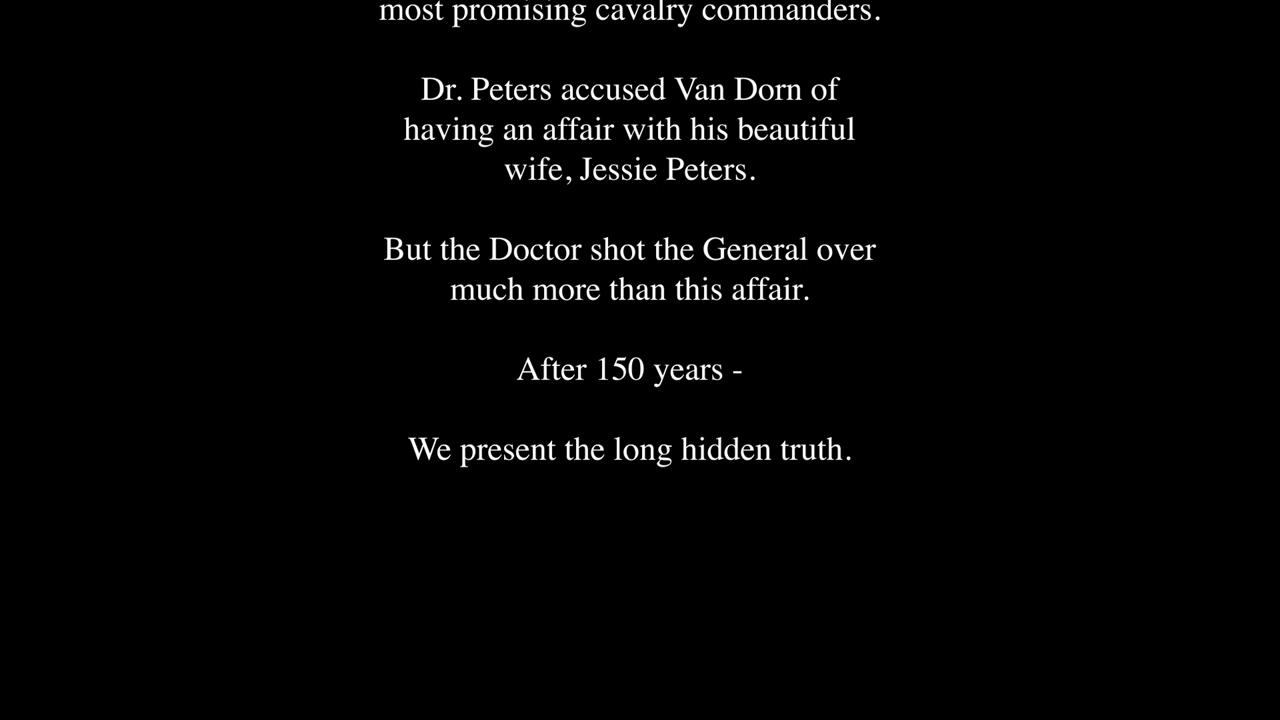 most promising cavalry commanders.
Dr. Peters accused Van Dorn of
having an affair with his beautiful
wife, Jessie Peters.
But the Doctor shot the General over
much more than this affair.
After 150 years -
We present the long hidden truth.